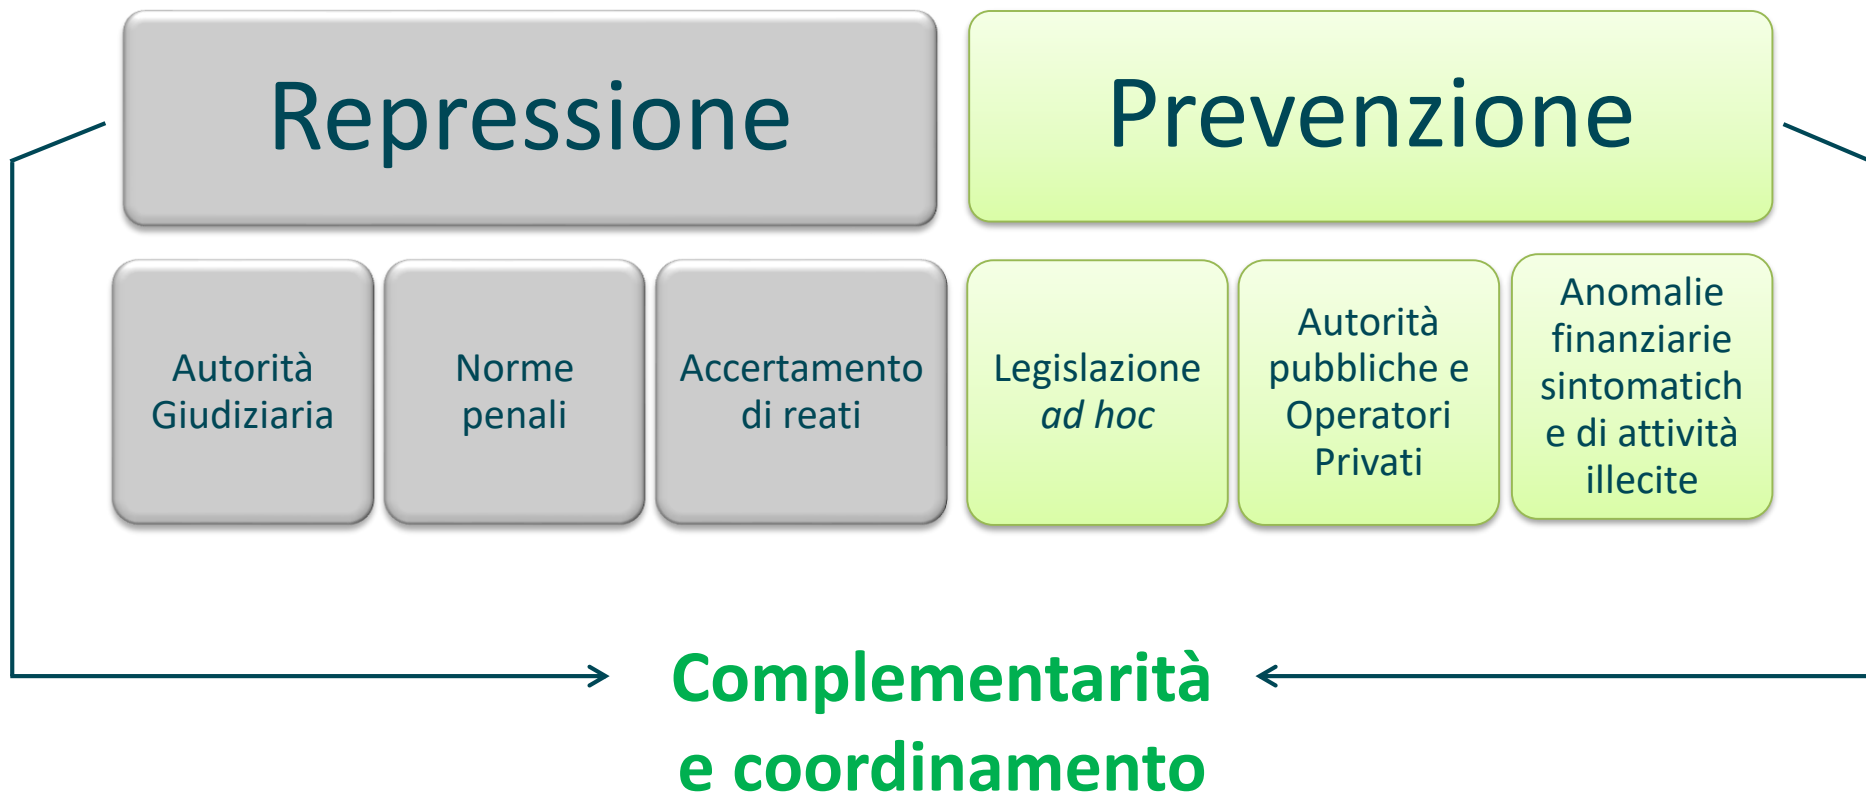 Repressione
Prevenzione
Autorità
Giudiziaria
Norme
penali
Accertamento
di reati
Legislazione
ad hoc
Autorità
pubbliche e
Operatori
Privati
Anomalie
finanziarie
sintomatich
e di attività
illecite
Complementarità
e coordinamento